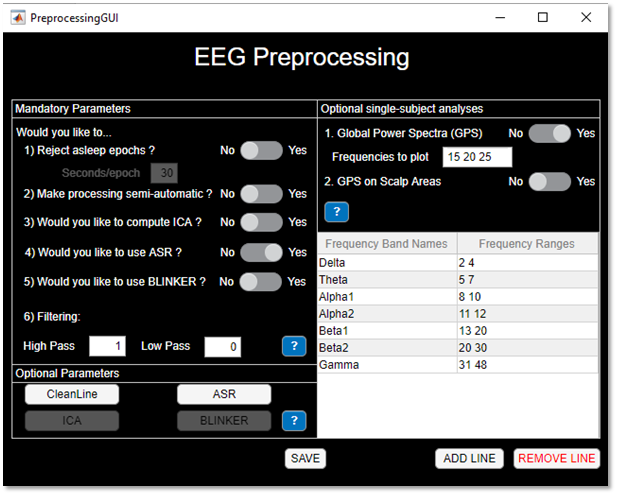 PreprocessingGUI
EEG Preprocessing
Mandatory Parameters
Would you like to...
1) Reject asleep epochs ? No Yes
Seconds/epoch 30
2) Make processing semi-automatic ? No Yes
3) Would you like to compute ICA ? No Yes
4) Would you like to use ASR ? No Yes
5) Would you like to use BLINKER ? No Yes
6) Filtering:
High Pass 1 Low Pass 0 ?
Optional Parameters
CleanLine ASR
ICA BLINKER ?
Optional single-subject analyses
1. Global Power Spectra (GPS) No Yes
Frequencies to plot 15 20 25
2. GPS on Scalp Areas No Yes
?
Frequency Band Names Frequency Ranges
Delta 2 4
Theta 5 7
Alpha1 8 10
Alpha2 11 12
Beta1 13 20
Beta2 20 30
Gamma 31 48
SAVE ADD LINE REMOVE LINE